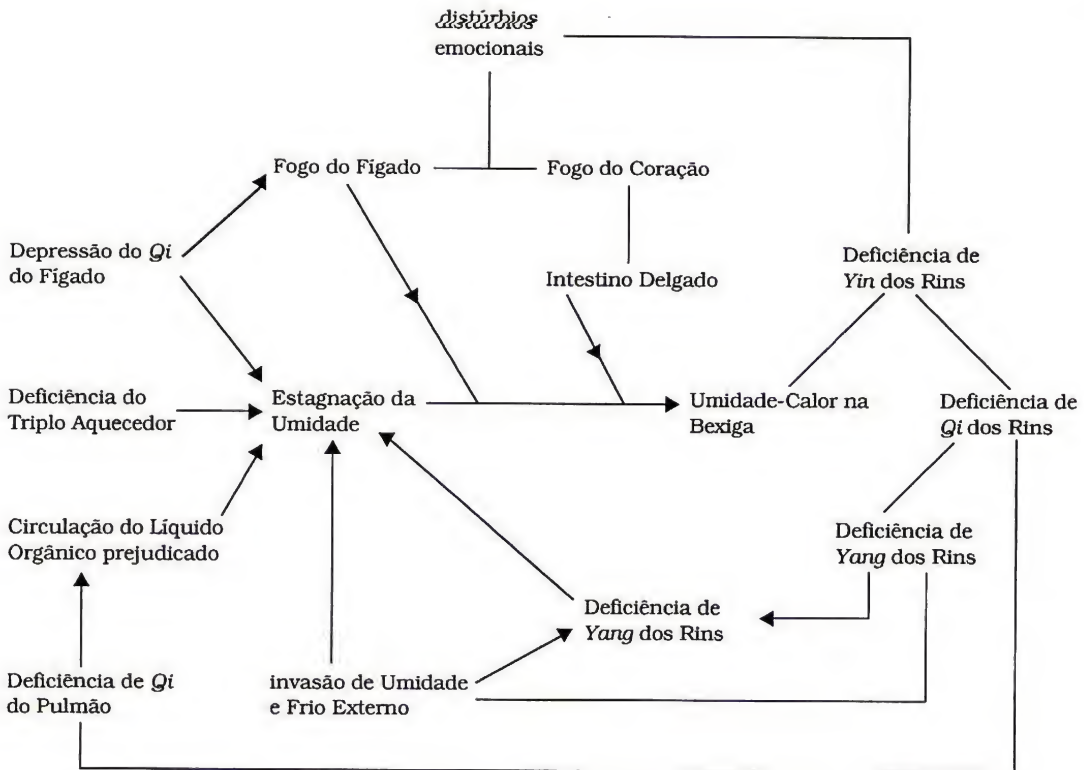 distúrbios
emocionais
Fogo do Fígado
Fogo do Coração
Depressão do Qi
do Fígado
Intestino Delgado
Deficiência de
Yin dos Rins
Deficiência do
Triplo Aquecedor
Estagnação da
Umidade
Umidade-Calor na
Bexiga
Deficiência de
Qi dos Rins
Circulação do Líquido
Orgânico prejudicado
Deficiência de
Yang dos Rins
Deficiência de
Yang dos Rins
Deficiência de Qi
do Pulmão
invasão de Umidade
e Frio Externo